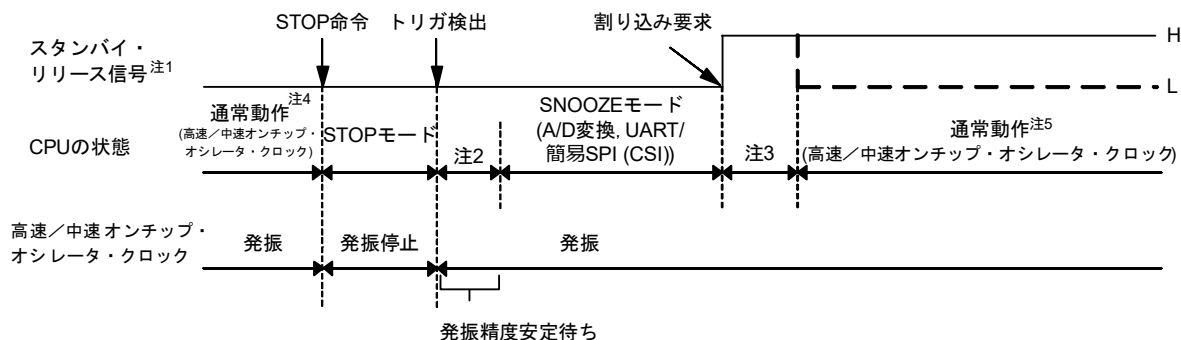 STOP命令 トリガ検出 割り込み要求
スタンバイ・
リリース信号注1
H
L
通常動作注4
(高速／中速オンチップ・
オシレータ・クロック)
CPUの状態
STOPモード
注2
SNOOZEモード
(A/D変換, UART/
簡易SPI (CSI))
注3
通常動作注5
(高速／中速オンチップ・オシレータ・クロック)
高速／中速オンチップ・
オシレータ・クロック
発振 発振停止 発振
発振精度安定待ち